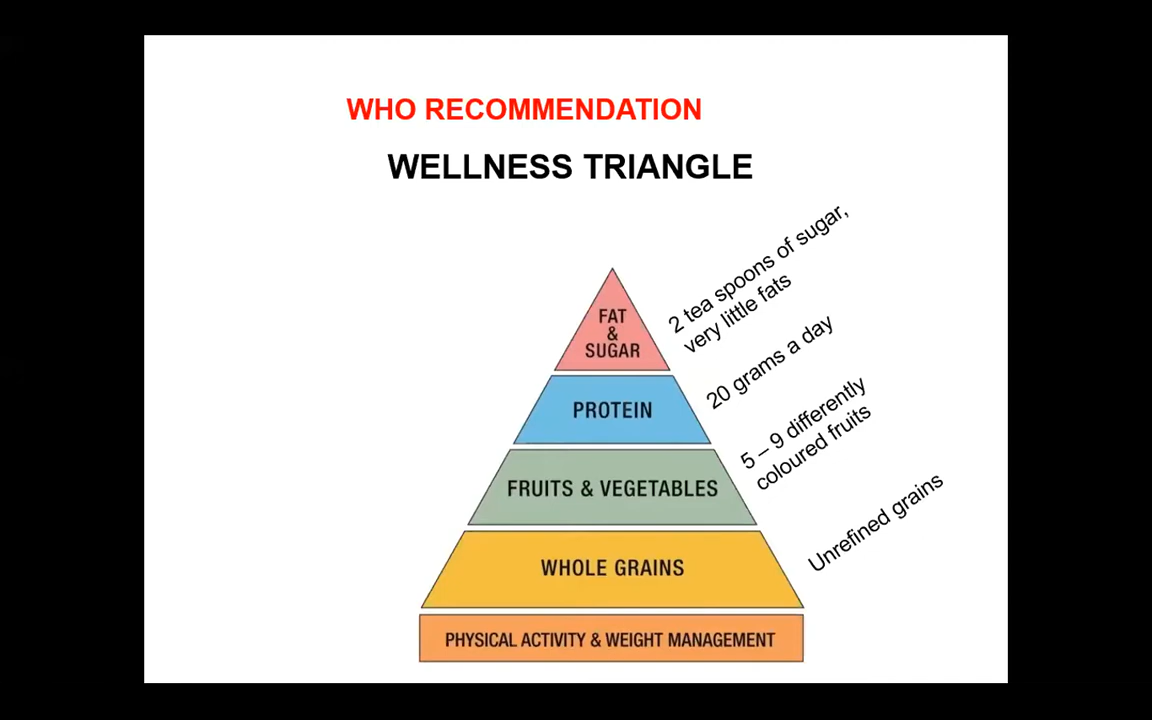 WHO RECOMMENDATION
WELLNESS TRIANGLE
FAT
&
SUGAR
2 tea spoons of sugar,
very little fats
PROTEIN
20 grams a day
FRUITS & VEGETABLES
5 – 9 differently
coloured fruits
WHOLE GRAINS
Unrefined grains
PHYSICAL ACTIVITY & WEIGHT MANAGEMENT